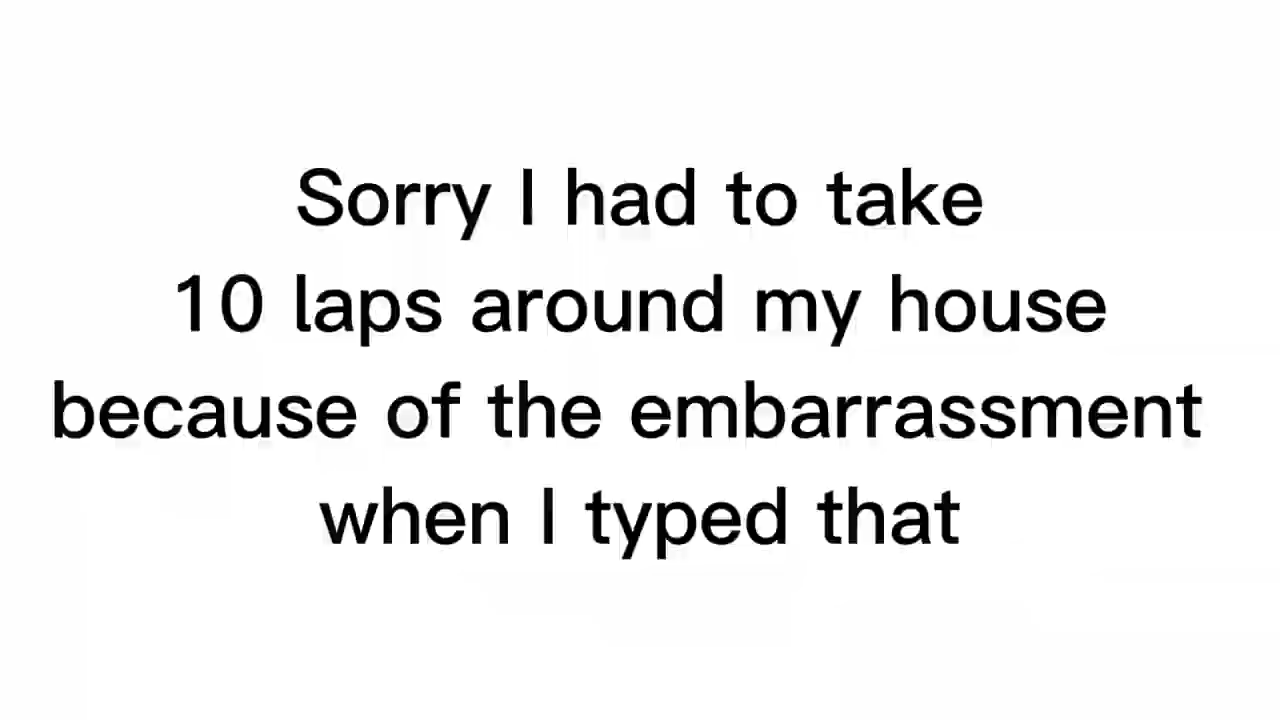 Sorry I had to take
10 laps around my house
because of the embarrassment
when I typed that